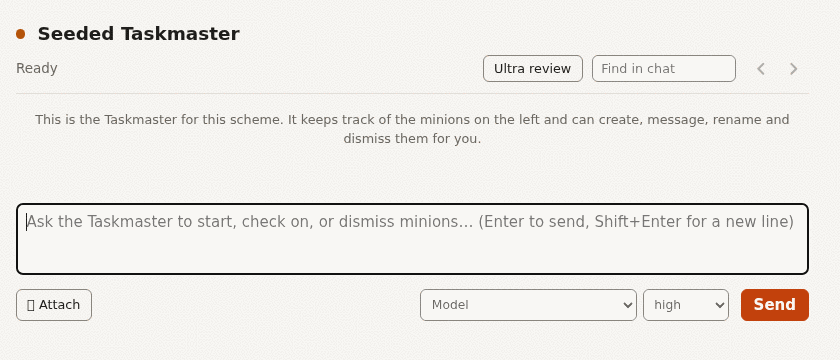 Seeded Taskmaster
Ready
Ultra review
Find in chat
This is the Taskmaster for this scheme. It keeps track of the minions on the left and can create, message, rename and
dismiss them for you.
Ask the Taskmaster to start, check on, or dismiss minions... (Enter to send, Shift+Enter for a new line)
Attach
Model
high
Send